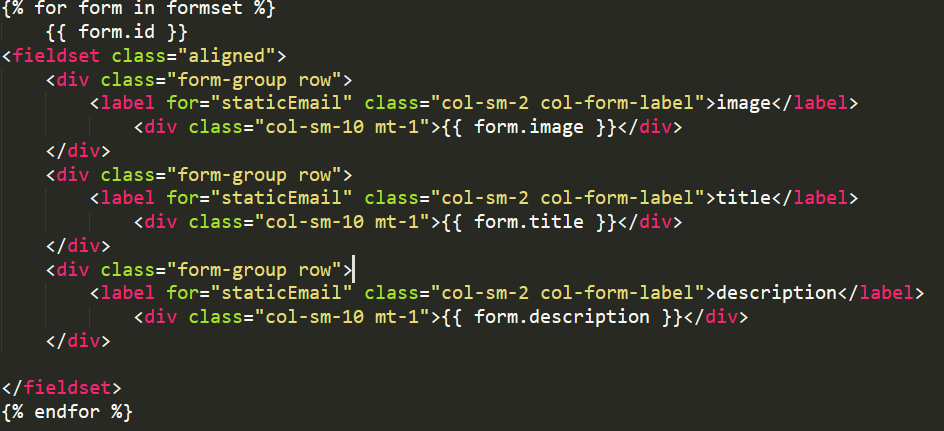 {% for form in formset %}
    {{ form.id }}
<fieldset class="aligned">
    <div class="form-group row">
        <label for="staticEmail" class="col-sm-2 col-form-label">image</label>
            <div class="col-sm-10 mt-1">{{ form.image }}</div>
    </div>
    <div class="form-group row">
        <label for="staticEmail" class="col-sm-2 col-form-label">title</label>
            <div class="col-sm-10 mt-1">{{ form.title }}</div>
    </div>
    <div class="form-group row">
        <label for="staticEmail" class="col-sm-2 col-form-label">description</label>
            <div class="col-sm-10 mt-1">{{ form.description }}</div>
    </div>

</fieldset>
{% endfor %}